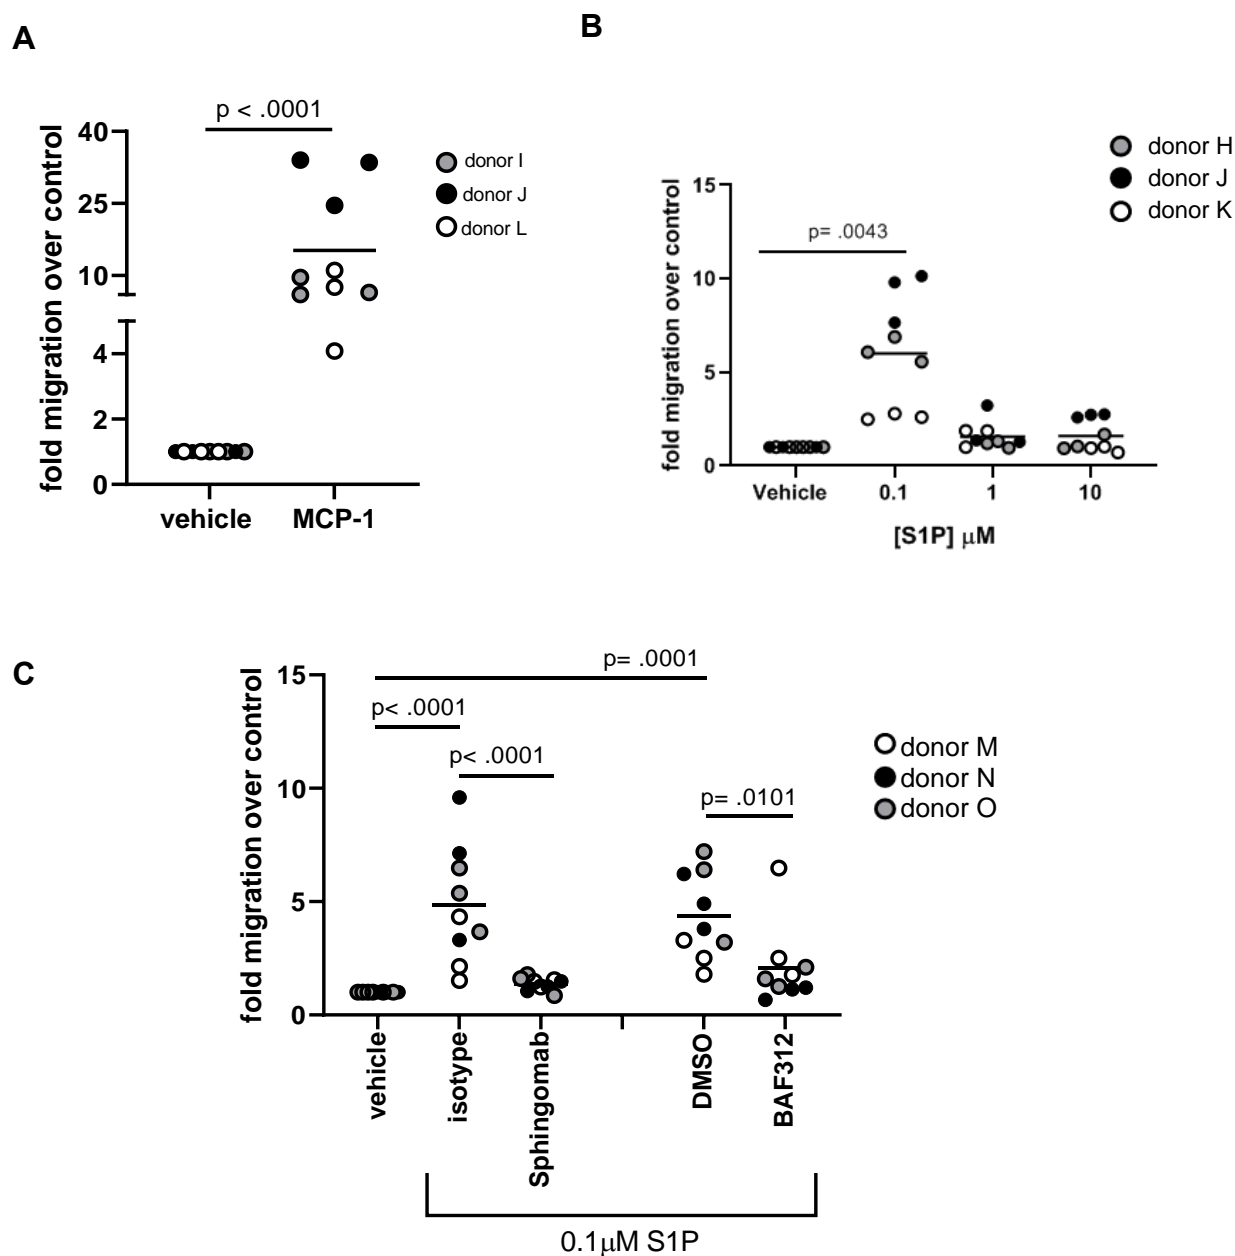 A
p < .0001
fold migration over control
40
25
10
4
2
0
vehicle
MCP-1
donor I
donor J
donor L
B
p= .0043
fold migration over control
15
10
5
0
Vehicle
0.1
1
10
[S1P] μM
donor H
donor J
donor K
C
p= .0001
p< .0001
p< .0001
p= .0101
fold migration over control
15
10
5
0
vehicle
isotype
Sphingomab
DMSO
BAF312
0.1μM S1P
donor M
donor N
donor O